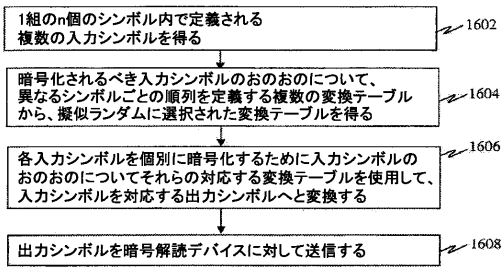 1組のn個のシンボル内で定義される
複数の入力シンボルを得る
1602
暗号化されるべき入力シンボルのおのおのについて、
異なるシンボルごとの順列を定義する複数の変換テーブル
から、擬似ランダムに選択された変換テーブルを得る
1604
各入力シンボルを個別に暗号化するために入力シンボルの
おのおのについてそれらの対応する変換テーブルを使用して、
入力シンボルを対応する出力シンボルへと変換する
1606
出力シンボルを暗号解読デバイスに対して送信する
1608